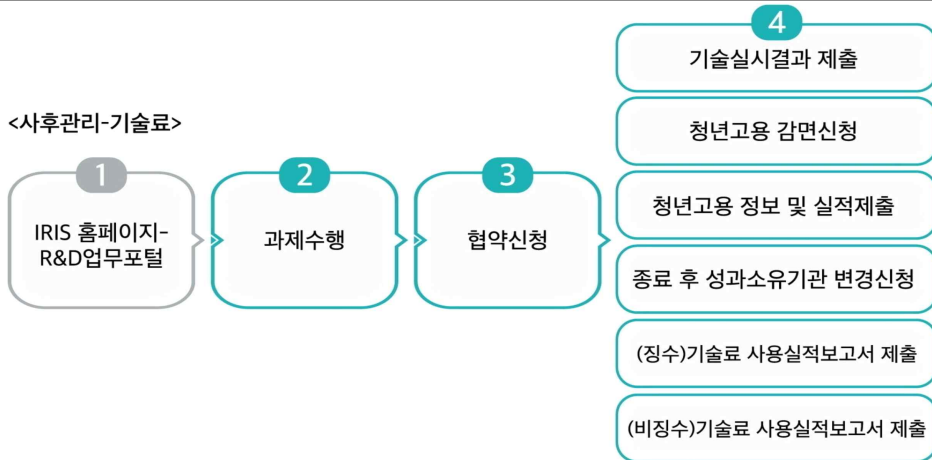 <사후관리-기술료>
1
IRIS 홈페이지-
R&D업무포털
2
과제수행
3
협약신청
4
기술실시결과 제출
청년고용 감면신청
청년고용 정보 및 실적제출
종료 후 성과소유기관 변경신청
(징수)기술료 사용실적보고서 제출
(비징수)기술료 사용실적보고서 제출